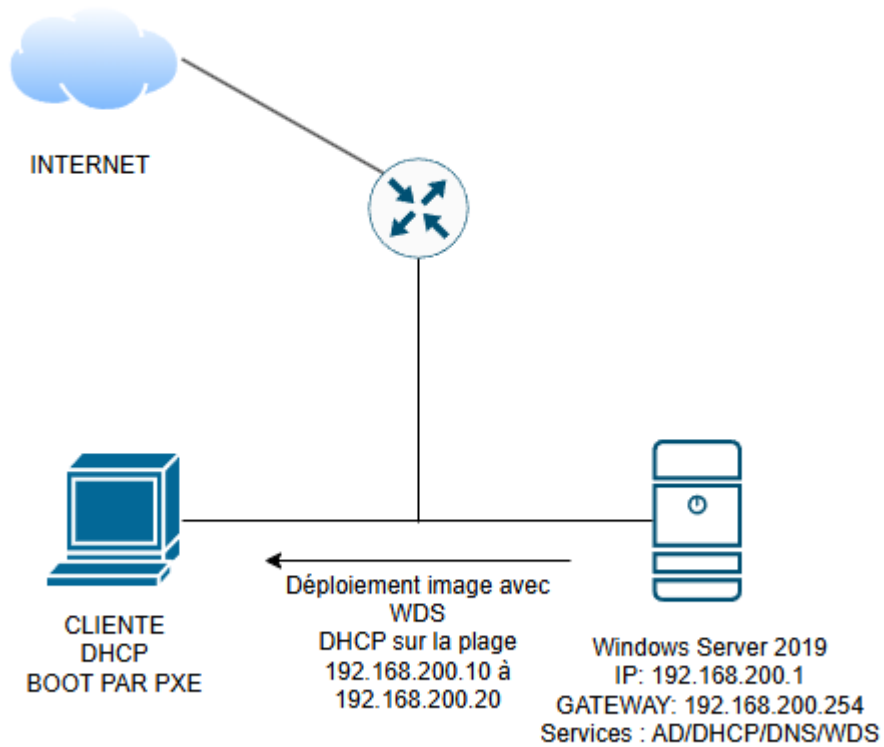 INTERNET
Déploiement image avec
WDS
DHCP sur la plage
192.168.200.10 à
192.168.200.20
CLIENTE
DHCP
BOOT PAR PXE
Windows Server 2019
IP: 192.168.200.1
GATEWAY: 192.168.200.254
Services : AD/DHCP/DNS/WDS